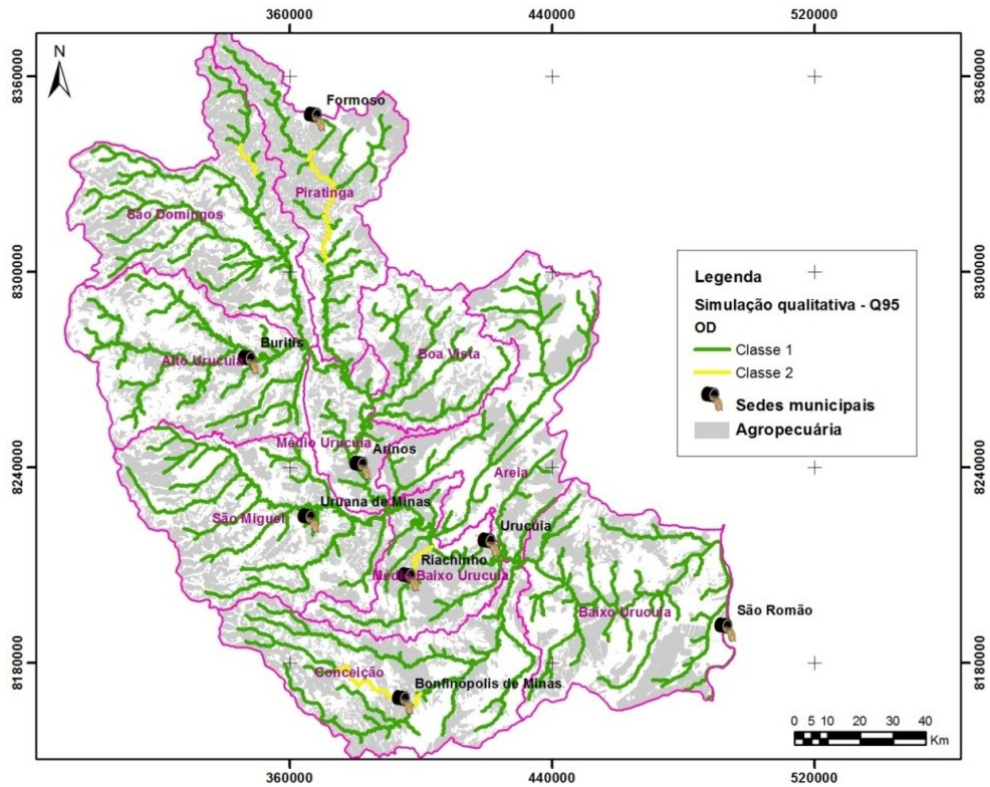 360000
440000
520000
N
8360000
8360000
Formoso
Piratinga
São Domingos
8300000
8300000
Legenda
Simulação qualitativa - Q95
OD
Classe 1
Classe 2
Sedes municipais
Agropecuária
Buritis
Alto Urucuia
Boa Vista
Médio Urucuia
Arinos
8240000
8240000
Areia
Uruana de Minas
São Miguel
Urucuia
Riachinho
Médio Baixo Urucuia
Baixo Urucuia
São Romão
8180000
8180000
Conceição
Bonfinopolis de Minas
0 5 10 20 30 40
Km
360000
440000
520000